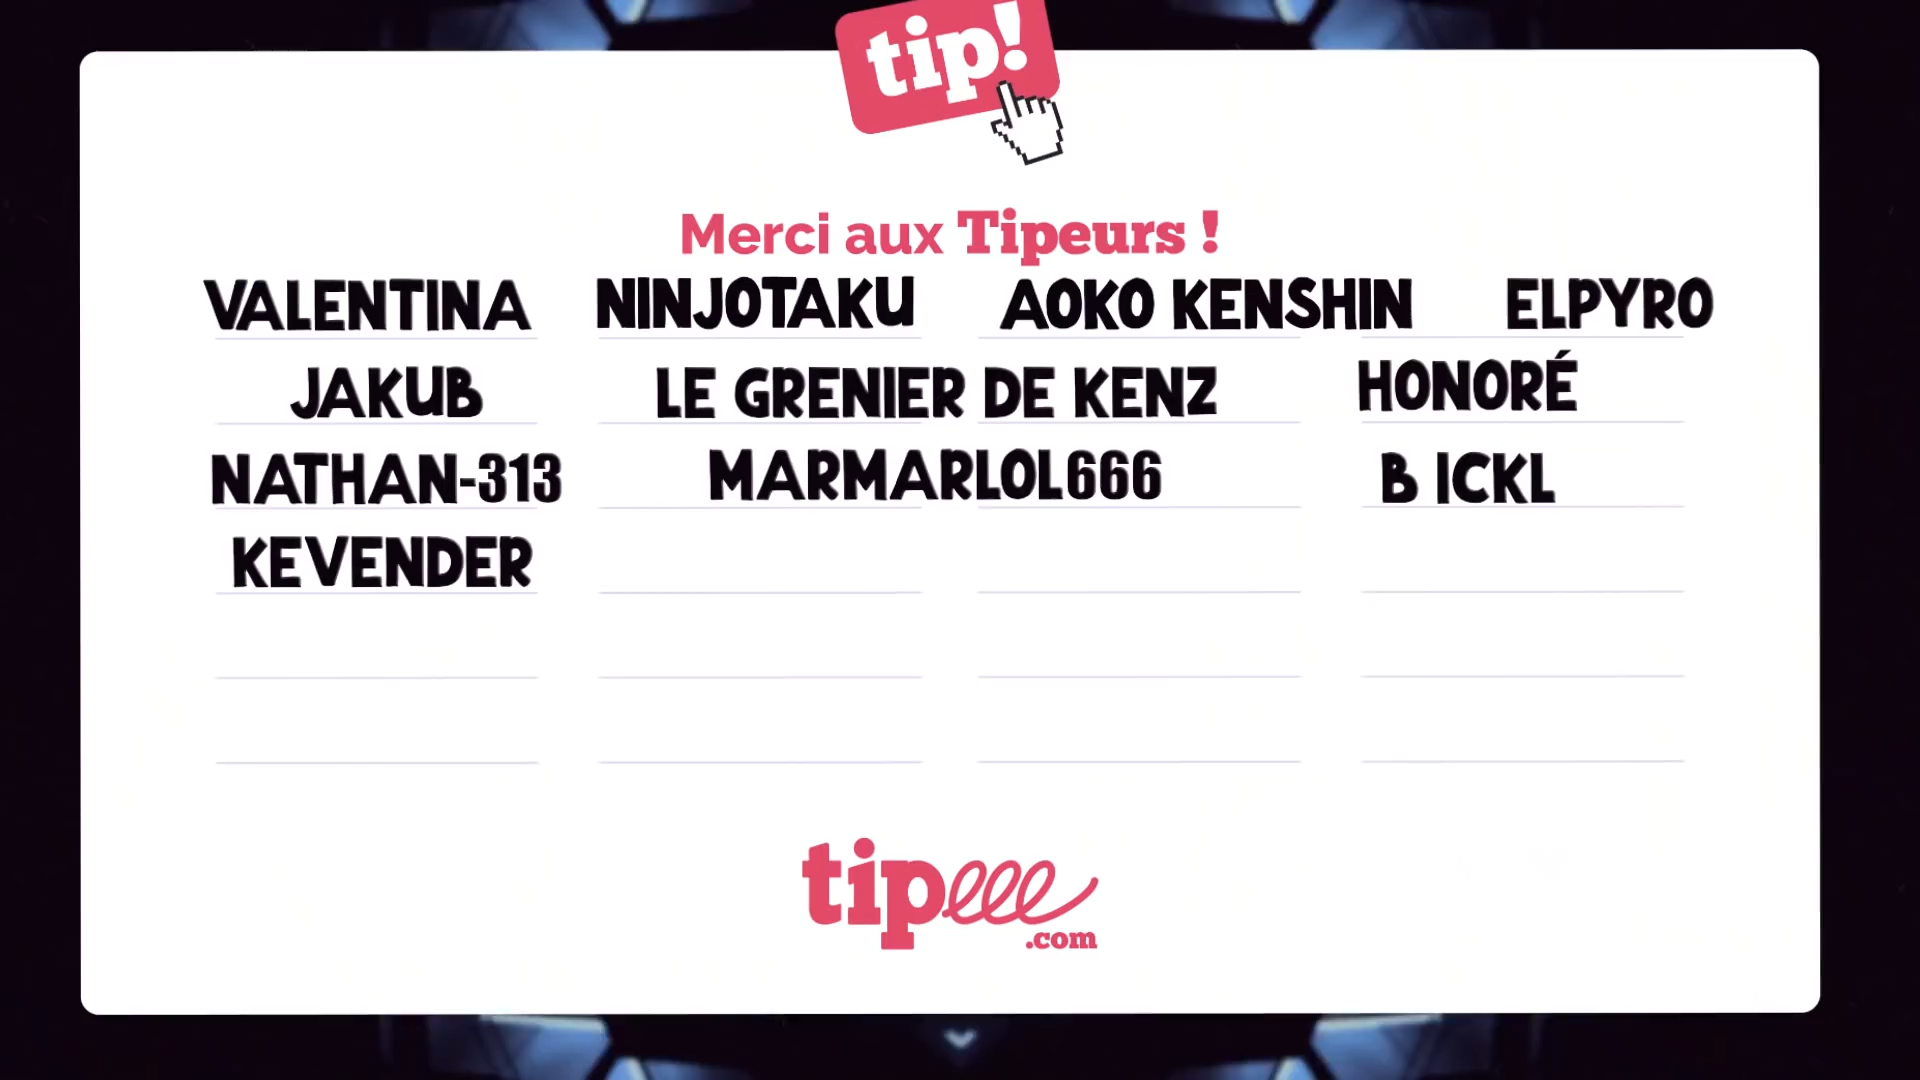 tip!
Merci aux Tipeurs !
VALENTINA NINJOTAKU AOKO KENSHIN ELPYRO
JAKUB LE GRENIER DE KENZ HONORÉ
NATHAN-313 MARMARLOL666 B ICKL
KEVENDER
tipeee
.com